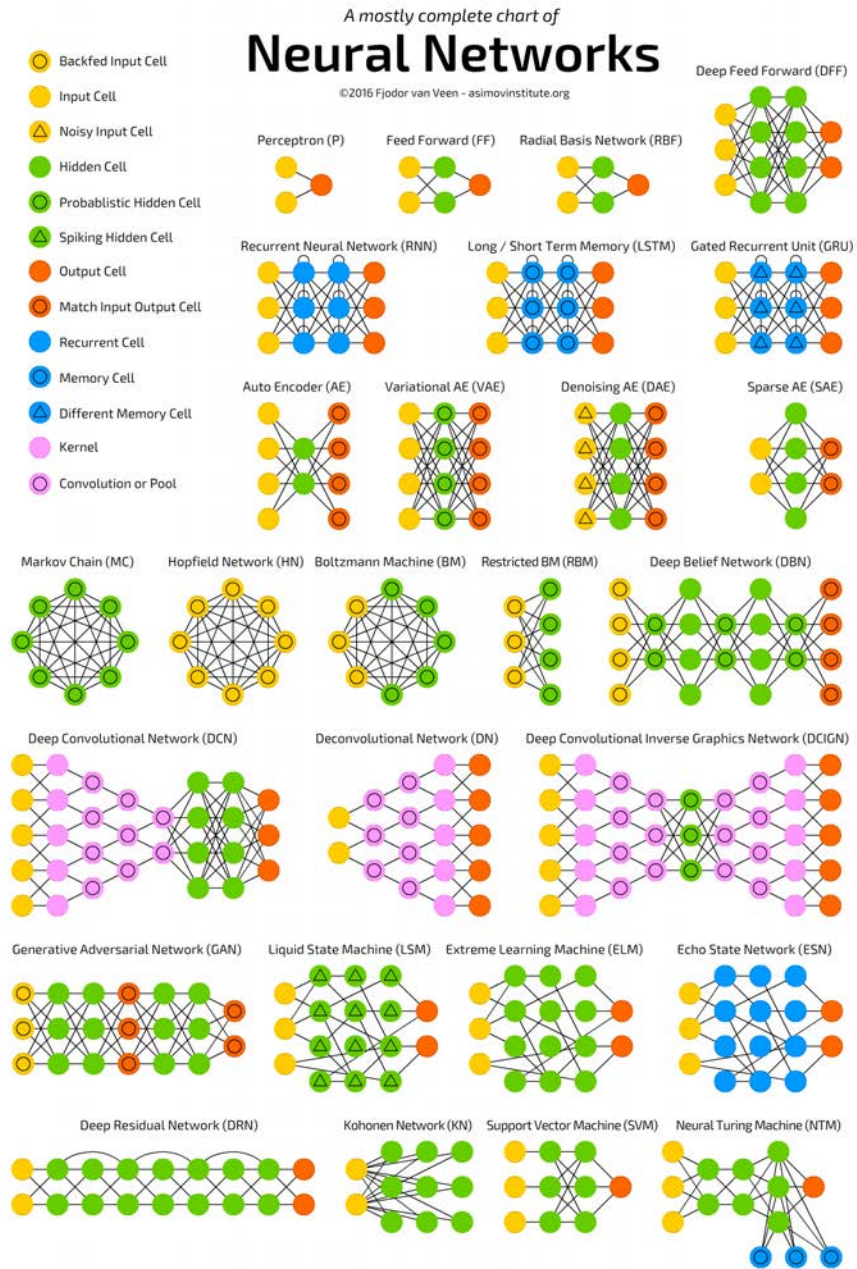 A mostly complete chart of
Neural Networks
©2016 Fjodor van Veen - asimovinstitute.org
Backfed Input Cell
Input Cell
Noisy Input Cell
Hidden Cell
Probablistic Hidden Cell
Spiking Hidden Cell
Output Cell
Match Input Output Cell
Recurrent Cell
Memory Cell
Different Memory Cell
Kernel
Convolution or Pool
Deep Feed Forward (DFF)
Perceptron (P)
Feed Forward (FF)
Radial Basis Network (RBF)
Recurrent Neural Network (RNN)
Long / Short Term Memory (LSTM)
Gated Recurrent Unit (GRU)
Auto Encoder (AE)
Variational AE (VAE)
Denoising AE (DAE)
Sparse AE (SAE)
Markov Chain (MC)
Hopfield Network (HN)
Boltzmann Machine (BM)
Restricted BM (RBM)
Deep Belief Network (DBN)
Deep Convolutional Network (DCN)
Deconvolutional Network (DN)
Deep Convolutional Inverse Graphics Network (DCIGN)
Generative Adversarial Network (GAN)
Liquid State Machine (LSM)
Extreme Learning Machine (ELM)
Echo State Network (ESN)
Deep Residual Network (DRN)
Kohonen Network (KN)
Support Vector Machine (SVM)
Neural Turing Machine (NTM)